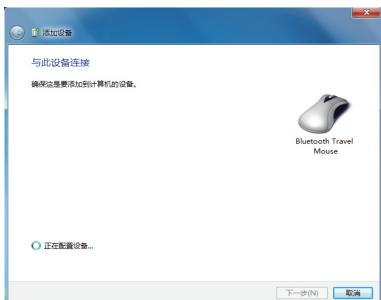 添加设备
与此设备连接
确保这是要添加到计算机的设备。
Bluetooth Travel
Mouse
正在配置设备...
下一步(N)
取消